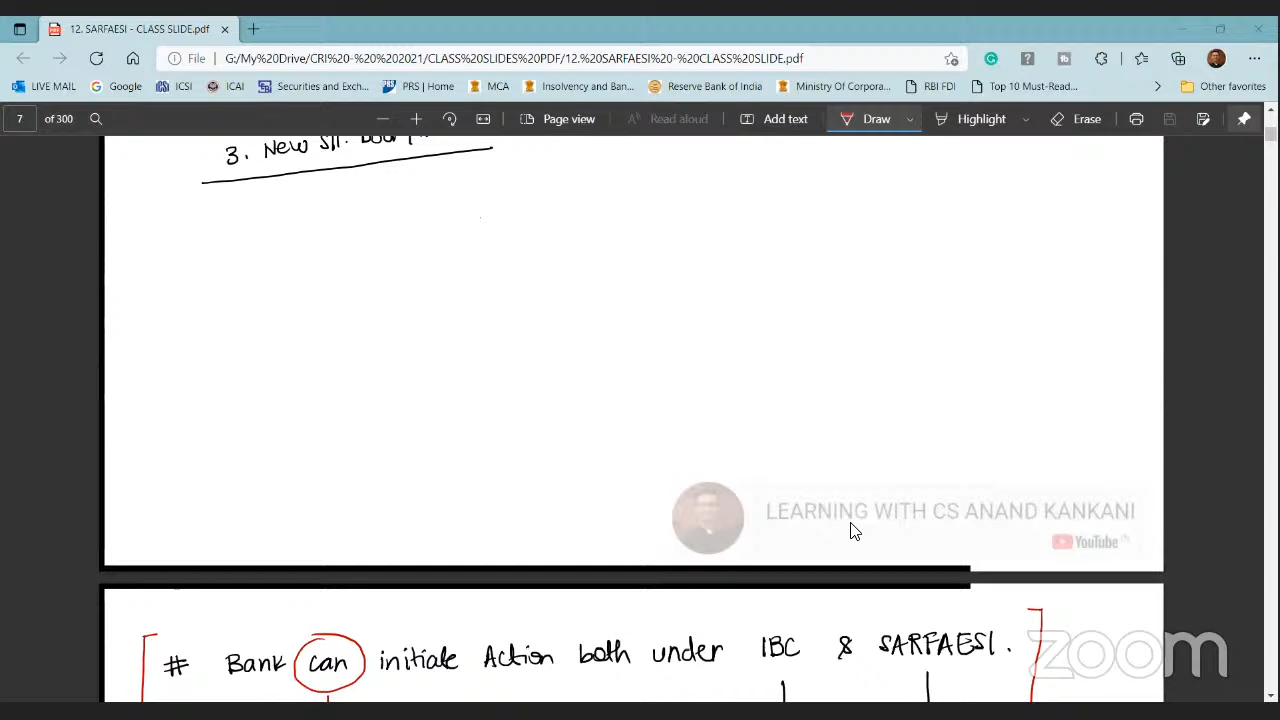 12. SARFAESI - CLASS SLIDE.pdf
File G:/My%20Drive/CRI%20-%20%202021/CLASS%20SLIDES%20PDF/12.%20SARFAESI%20-%20CLASS%20SLIDE.pdf
LIVE MAIL Google ICSI ICAI Securities and Exch... PRS | Home MCA Insolvency and Ban... Reserve Bank of India Ministry Of Corpora... RBI FDI Top 10 Must-Read... Other favorites
7 of 300 Page view Read aloud Add text Draw Highlight Erase
3. New
LEARNING WITH CS ANAND KANKANI
YouTube
# Bank can initiate Action both under IBC & SARFAESI.
zoom